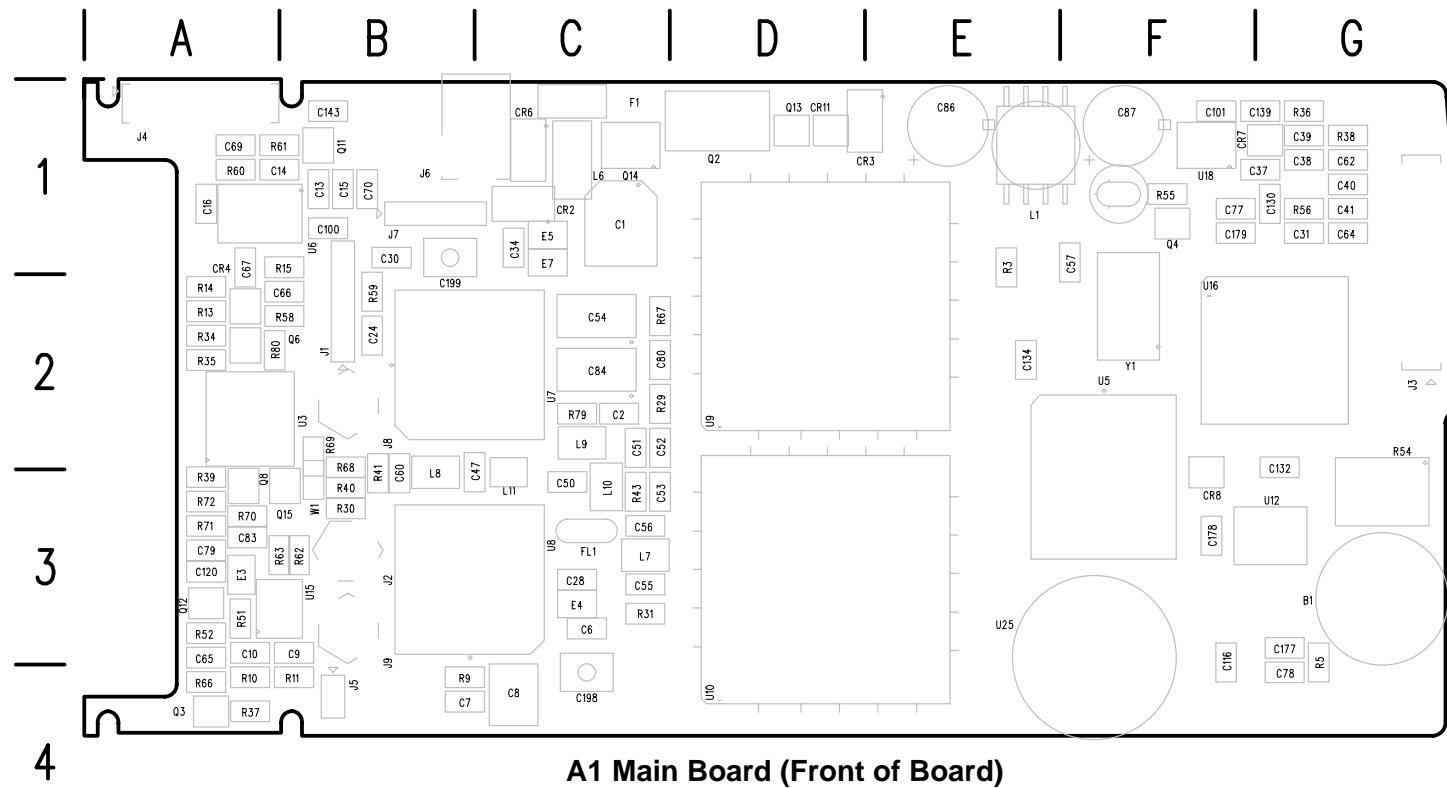 A B C D E F G
1
2
3
4
J4
C143
C69
R61
Q11
R60
C14
C16
C13
C15
C70
U6
C100
J6
CR6
F1
L6
Q14
CR2
J7
C30
C199
C34
E5
E7
C1
Q2
Q13
CR11
CR3
C86
L1
C87
C101
C139
R36
U18
CR7
C39
R38
C38
C62
C37
C40
R55
C77
C130
R56
C41
Q4
C179
C31
C64
CR4
C67
R15
R14
C66
R13
R58
R34
R35
R80
Q6
J1
R59
C24
U7
C54
R67
C84
C80
R79
C2
R29
L9
C51
C52
U9
R3
C57
C134
Y1
U16
U5
J3
U3
R69
J8
R39
Q8
Q15
W1
R68
R40
R30
R41
C60
L8
C47
L11
C50
L10
R43
C53
R72
R70
R71
C83
C79
C120
E3
R63
R62
Q12
R51
U15
J2
U8
FL1
C56
L7
C28
C55
E4
R31
C6
R52
C65
C10
C9
J9
R66
R10
R11
J5
Q3
R37
R9
C7
C8
C198
U10
U25
CR8
C132
R54
U12
C178
B1
C116
C177
C78
R5
A1 Main Board (Front of Board)